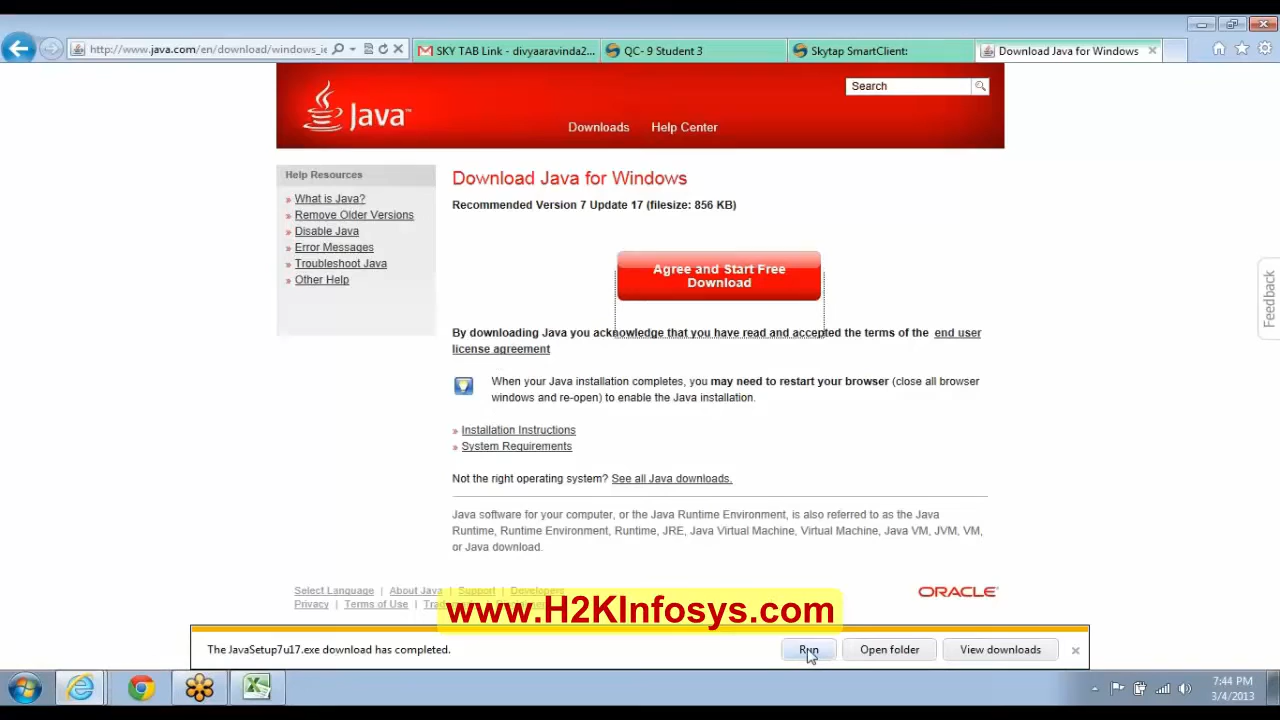 http://www.java.com/en/download/windows_ie
SKY TAB Link - divyaaravinda2...
QC- 9 Student 3
Skytap SmartClient:
Download Java for Windows
Java™
Search
Downloads
Help Center
Help Resources
» What is Java?
» Remove Older Versions
» Disable Java
» Error Messages
» Troubleshoot Java
» Other Help
Download Java for Windows
Recommended Version 7 Update 17 (filesize: 856 KB)
Agree and Start Free
Download
By downloading Java you acknowledge that you have read and accepted the terms of the end user
license agreement
When your Java installation completes, you may need to restart your browser (close all browser
windows and re-open) to enable the Java installation.
» Installation Instructions
» System Requirements
Not the right operating system? See all Java downloads.
Java software for your computer, or the Java Runtime Environment, is also referred to as the Java
Runtime, Runtime Environment, Runtime, JRE, Java Virtual Machine, Virtual Machine, Java VM, JVM, VM,
or Java download.
Feedback
Select Language | About Java | Support | Developers
Privacy | Terms of Use |
ORACLE
www.H2KInfosys.com
The JavaSetup7u17.exe download has completed.
Run
Open folder
View downloads
7:44 PM
3/4/2013